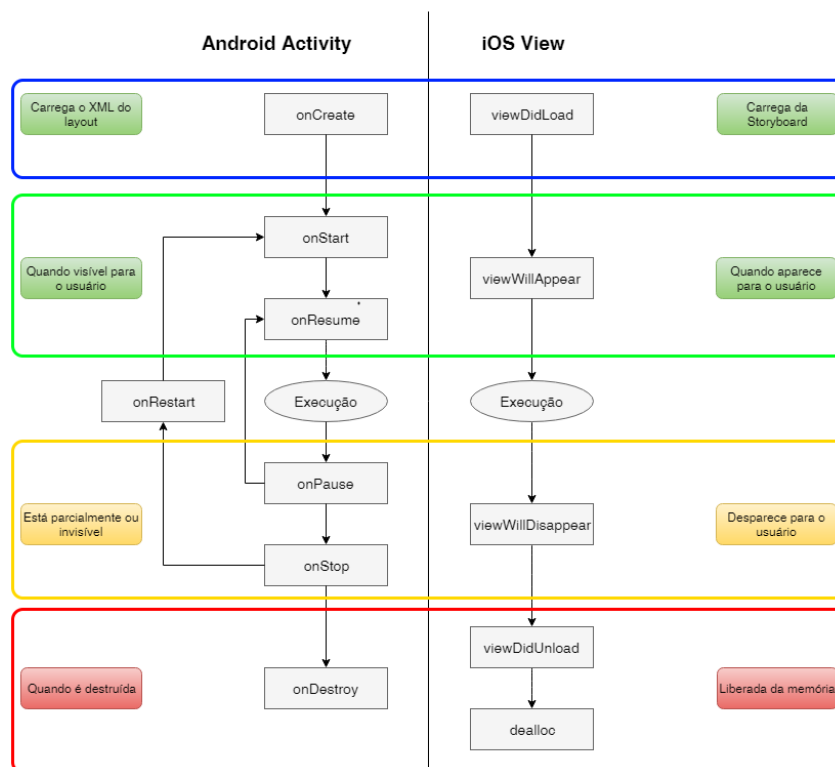 Android Activity
iOS View
Carrega o XML do
layout
onCreate
viewDidLoad
Carrega da
Storyboard
onStart
Quando visível para
o usuário
viewWillAppear
Quando aparece
para o usuário
onResume
onRestart
Execução
Execução
onPause
Está parcialmente ou
invisível
viewWillDisappear
Desparece para o
usuário
onStop
viewDidUnload
Quando é destruída
onDestroy
Liberada da memória
dealloc